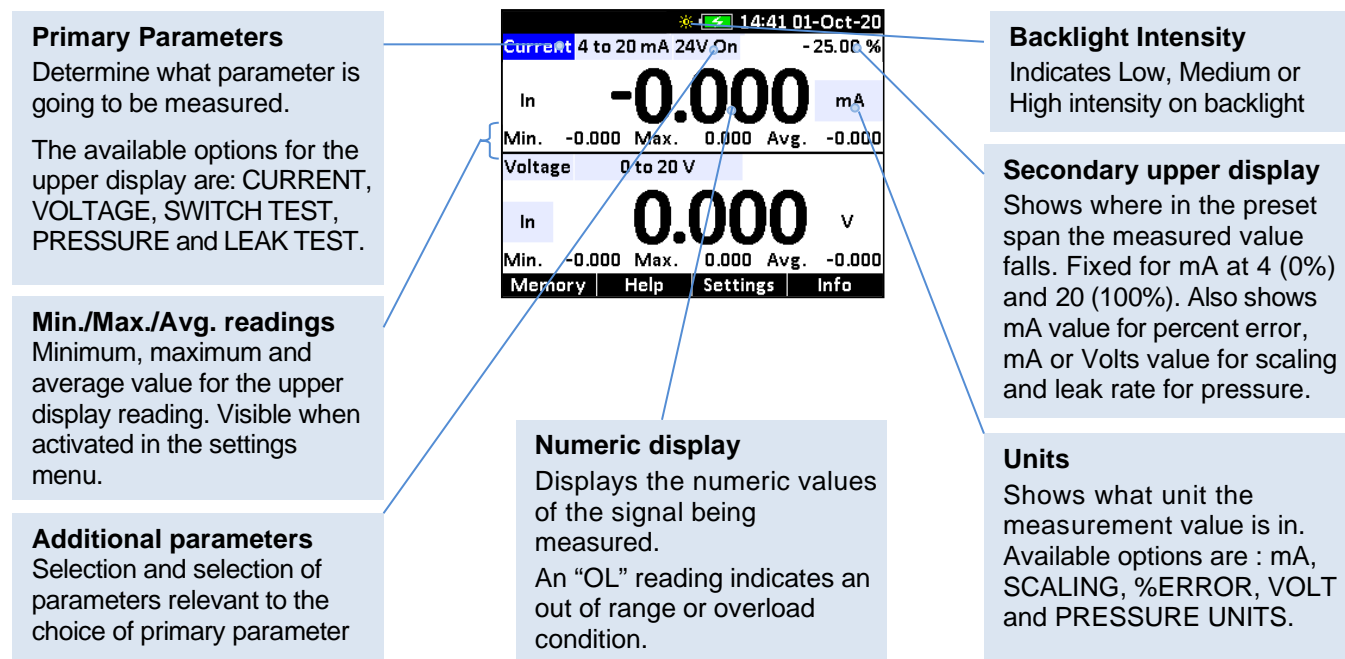 Primary Parameters
Determine what parameter is
going to be measured.
The available options for the
upper display are: CURRENT,
VOLTAGE, SWITCH TEST,
PRESSURE and LEAK TEST.
Min./Max./Avg. readings
Minimum, maximum and
average value for the upper
display reading. Visible when
activated in the settings
menu.
Additional parameters
Selection and selection of
parameters relevant to the
choice of primary parameter
14:41 01-Oct-20
Current 4 to 20 mA 24V On -25.00 %
In -0.000 mA
Min. -0.000 Max. 0.000 Avg. -0.000
Voltage 0 to 20 V
In 0.000 V
Min. -0.000 Max. 0.000 Avg. -0.000
Memory Help Settings Info
Numeric display
Displays the numeric values
of the signal being
measured.
An “OL” reading indicates an
out of range or overload
condition.
Backlight Intensity
Indicates Low, Medium or
High intensity on backlight
Secondary upper display
Shows where in the preset
span the measured value
falls. Fixed for mA at 4 (0%)
and 20 (100%). Also shows
mA value for percent error,
mA or Volts value for scaling
and leak rate for pressure.
Units
Shows what unit the
measurement value is in.
Available options are : mA,
SCALING, %ERROR, VOLT
and PRESSURE UNITS.